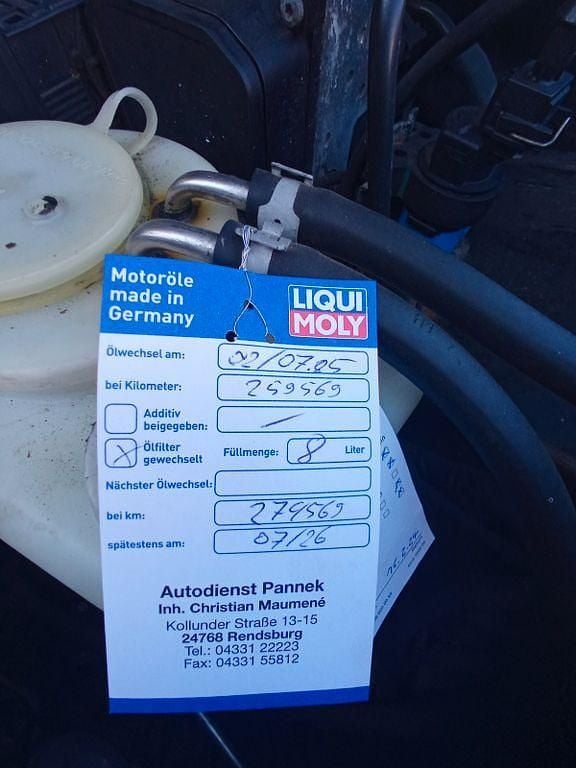 Motoröle
made in
Germany
LIQUI
MOLY
Ölwechsel am: 02/07.25
bei Kilometer: 259569
Additiv
beigegeben: —
X Ölfilter
gewechselt Füllmenge: 8 Liter
Nächster Ölwechsel:
bei km: 279569
spätestens am: 07/26
Autodienst Pannek
Inh. Christian Maumené
Kollunder Straße 13-15
24768 Rendsburg
Tel.: 04331 22223
Fax: 04331 55812